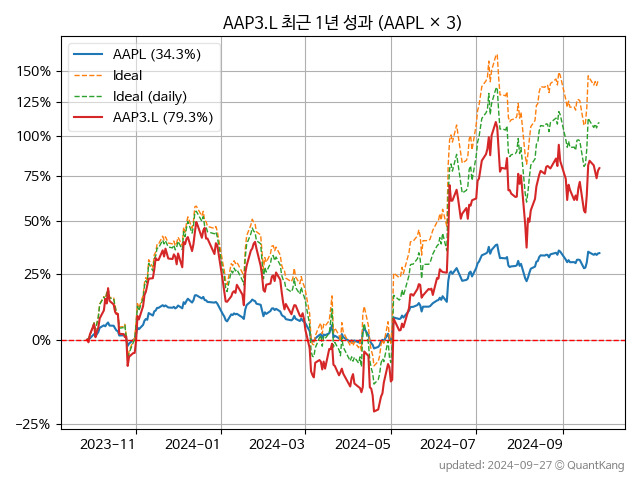 AAP3.L 최근 1년 성과 (AAPL × 3)
AAPL (34.3%)
Ideal
Ideal (daily)
AAP3.L (79.3%)
150%
125%
100%
75%
50%
25%
0%
−25%
2023-11
2024-01
2024-03
2024-05
2024-07
2024-09
updated: 2024-09-27 © QuantKang